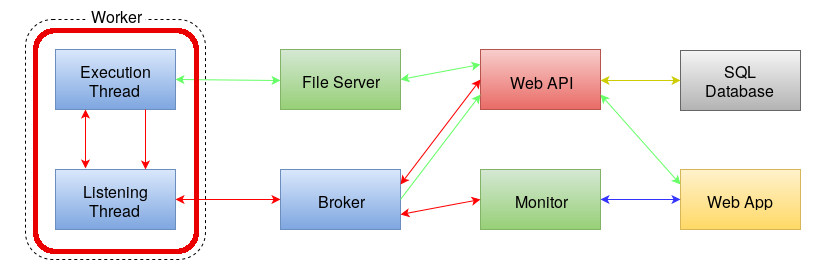 Worker
Execution
Thread
File Server
Web API
SQL
Database
Listening
Thread
Broker
Monitor
Web App